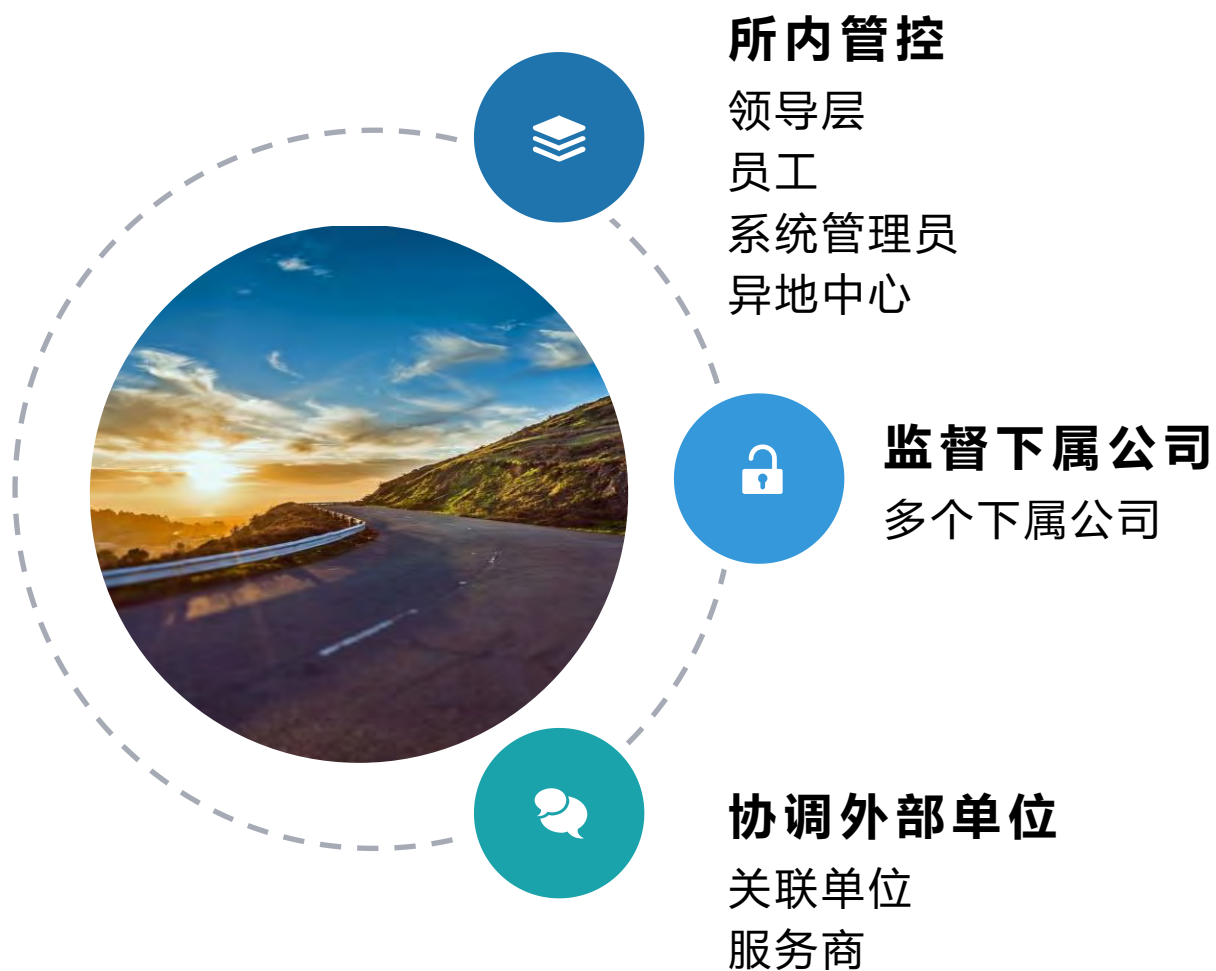 所内管控
领导层
员工
系统管理员
异地中心
监督下属公司
多个下属公司
协调外部单位
关联单位
服务商